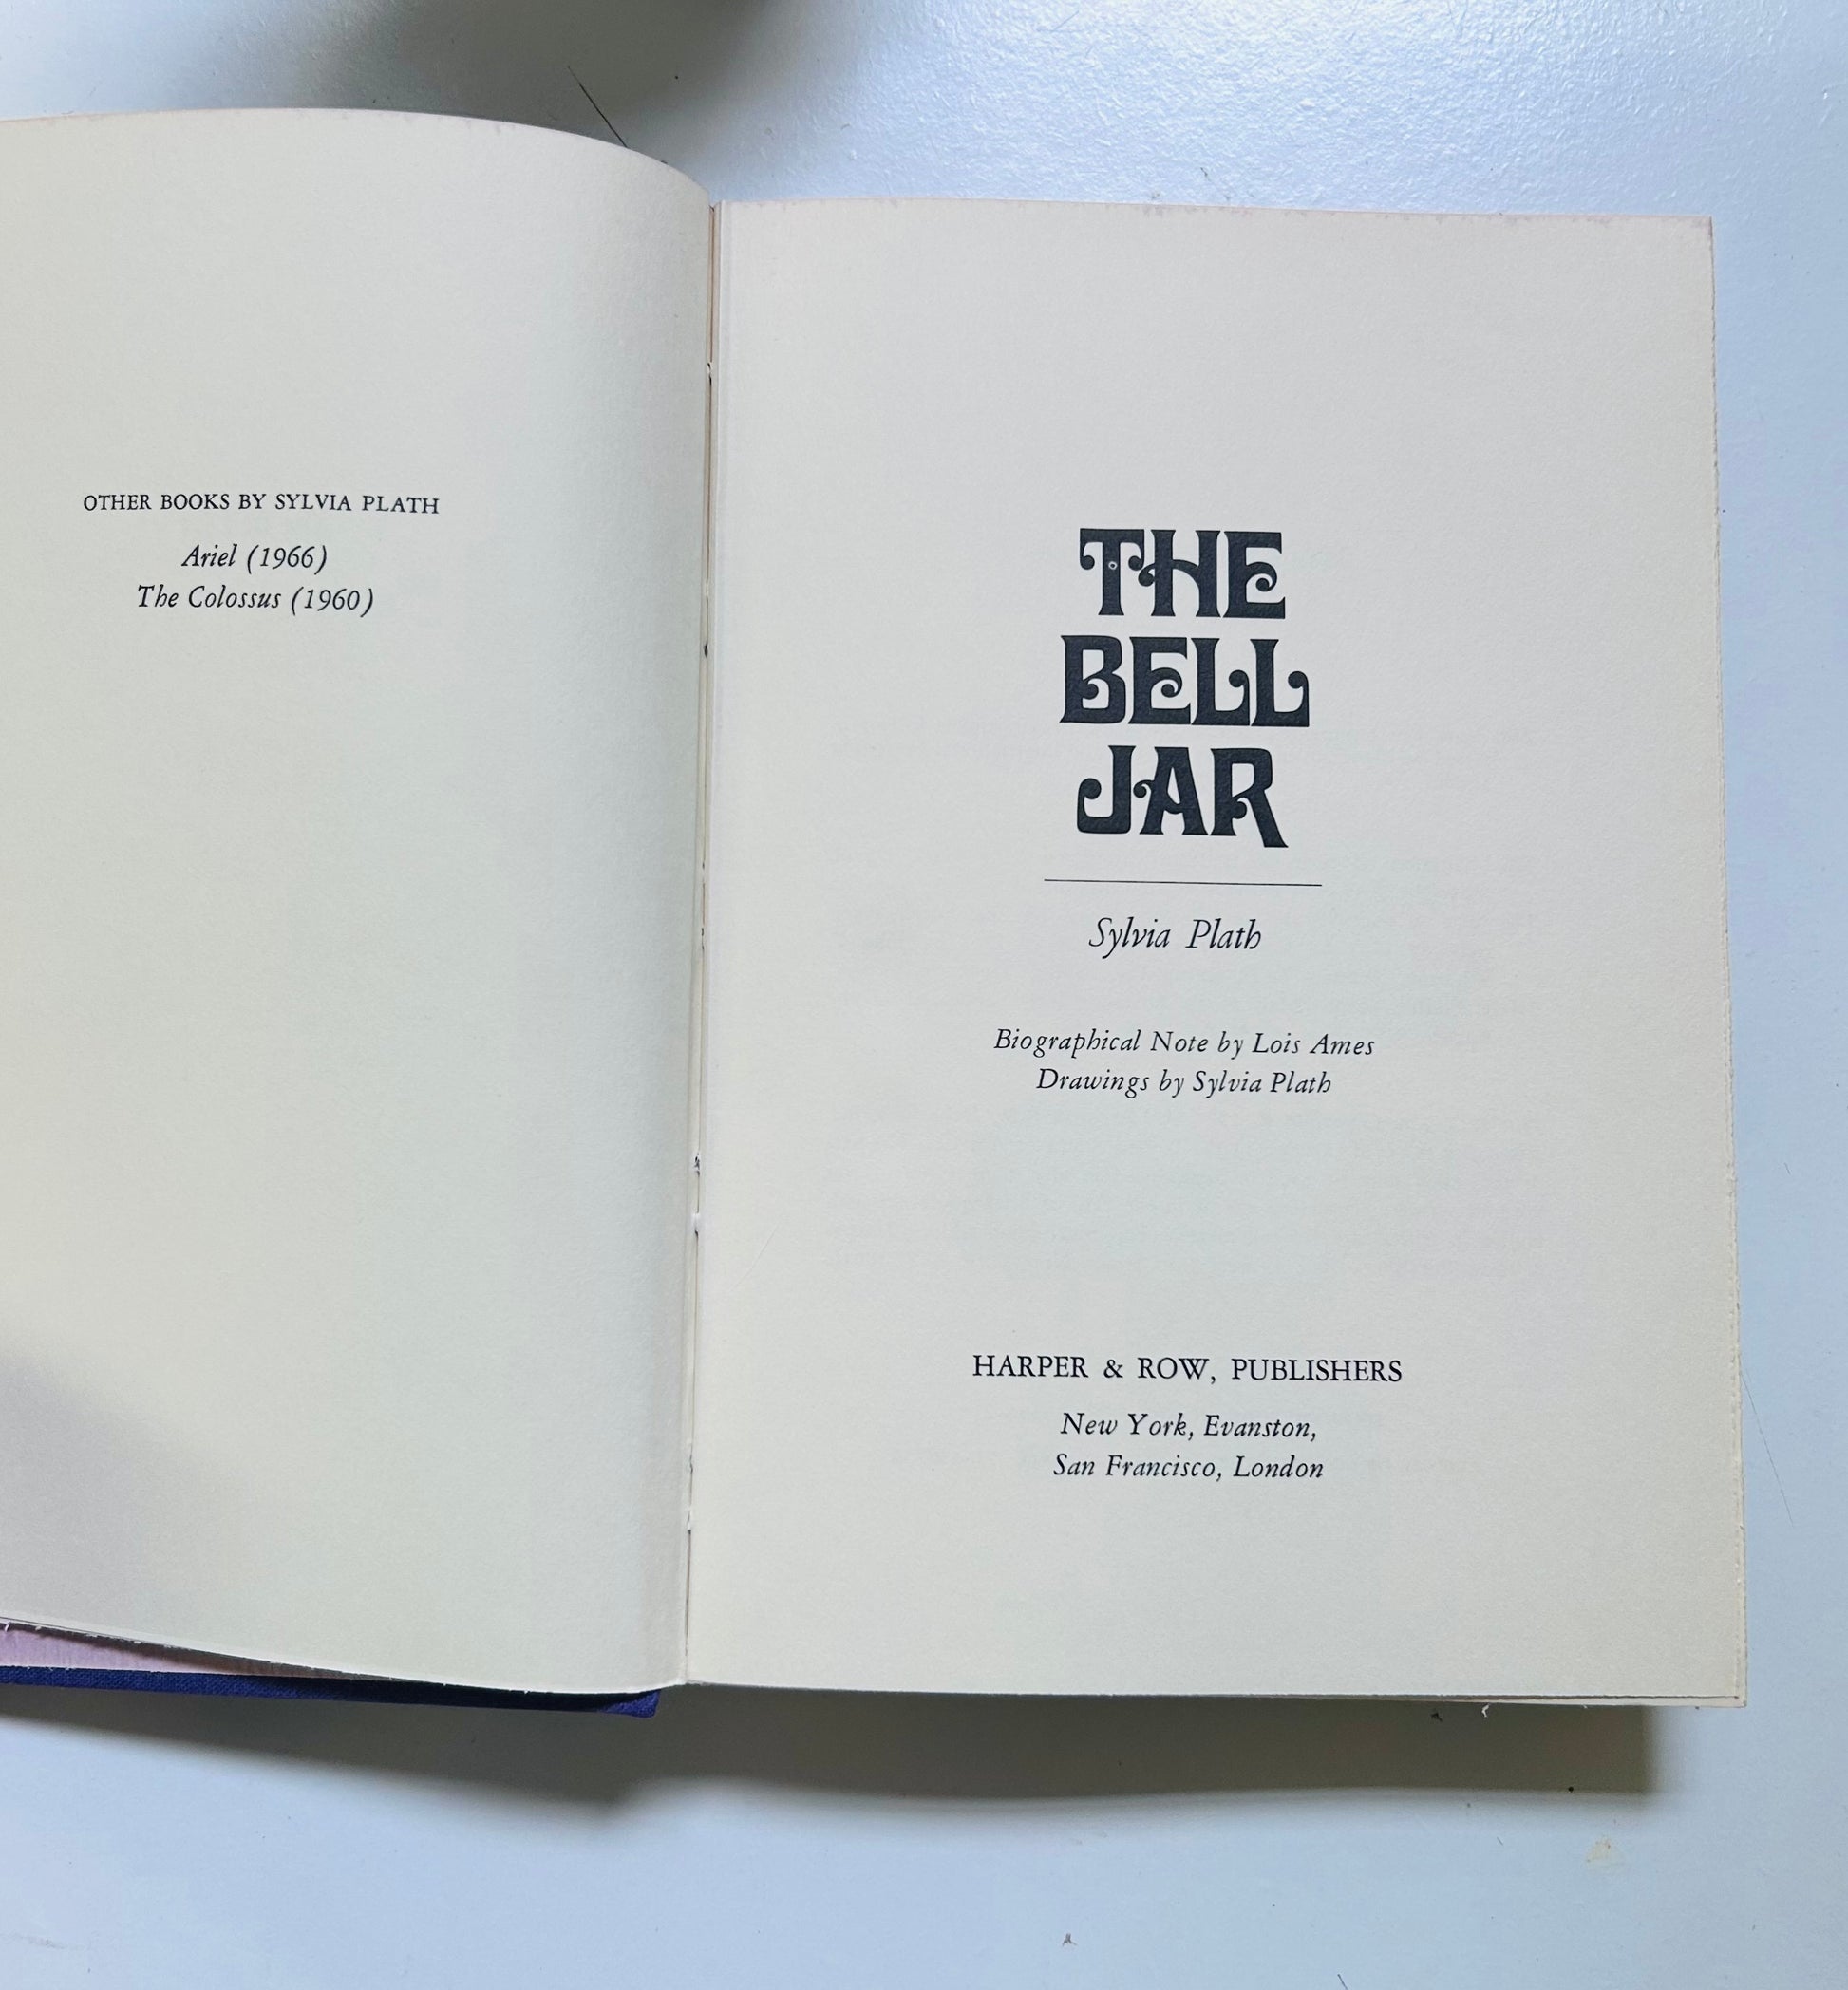 OTHER BOOKS BY SYLVIA PLATH
Ariel (1966)
The Colossus (1960)
THE
BELL
JAR
Sylvia Plath
Biographical Note by Lois Ames
Drawings by Sylvia Plath
HARPER & ROW, PUBLISHERS
New York, Evanston,
San Francisco, London